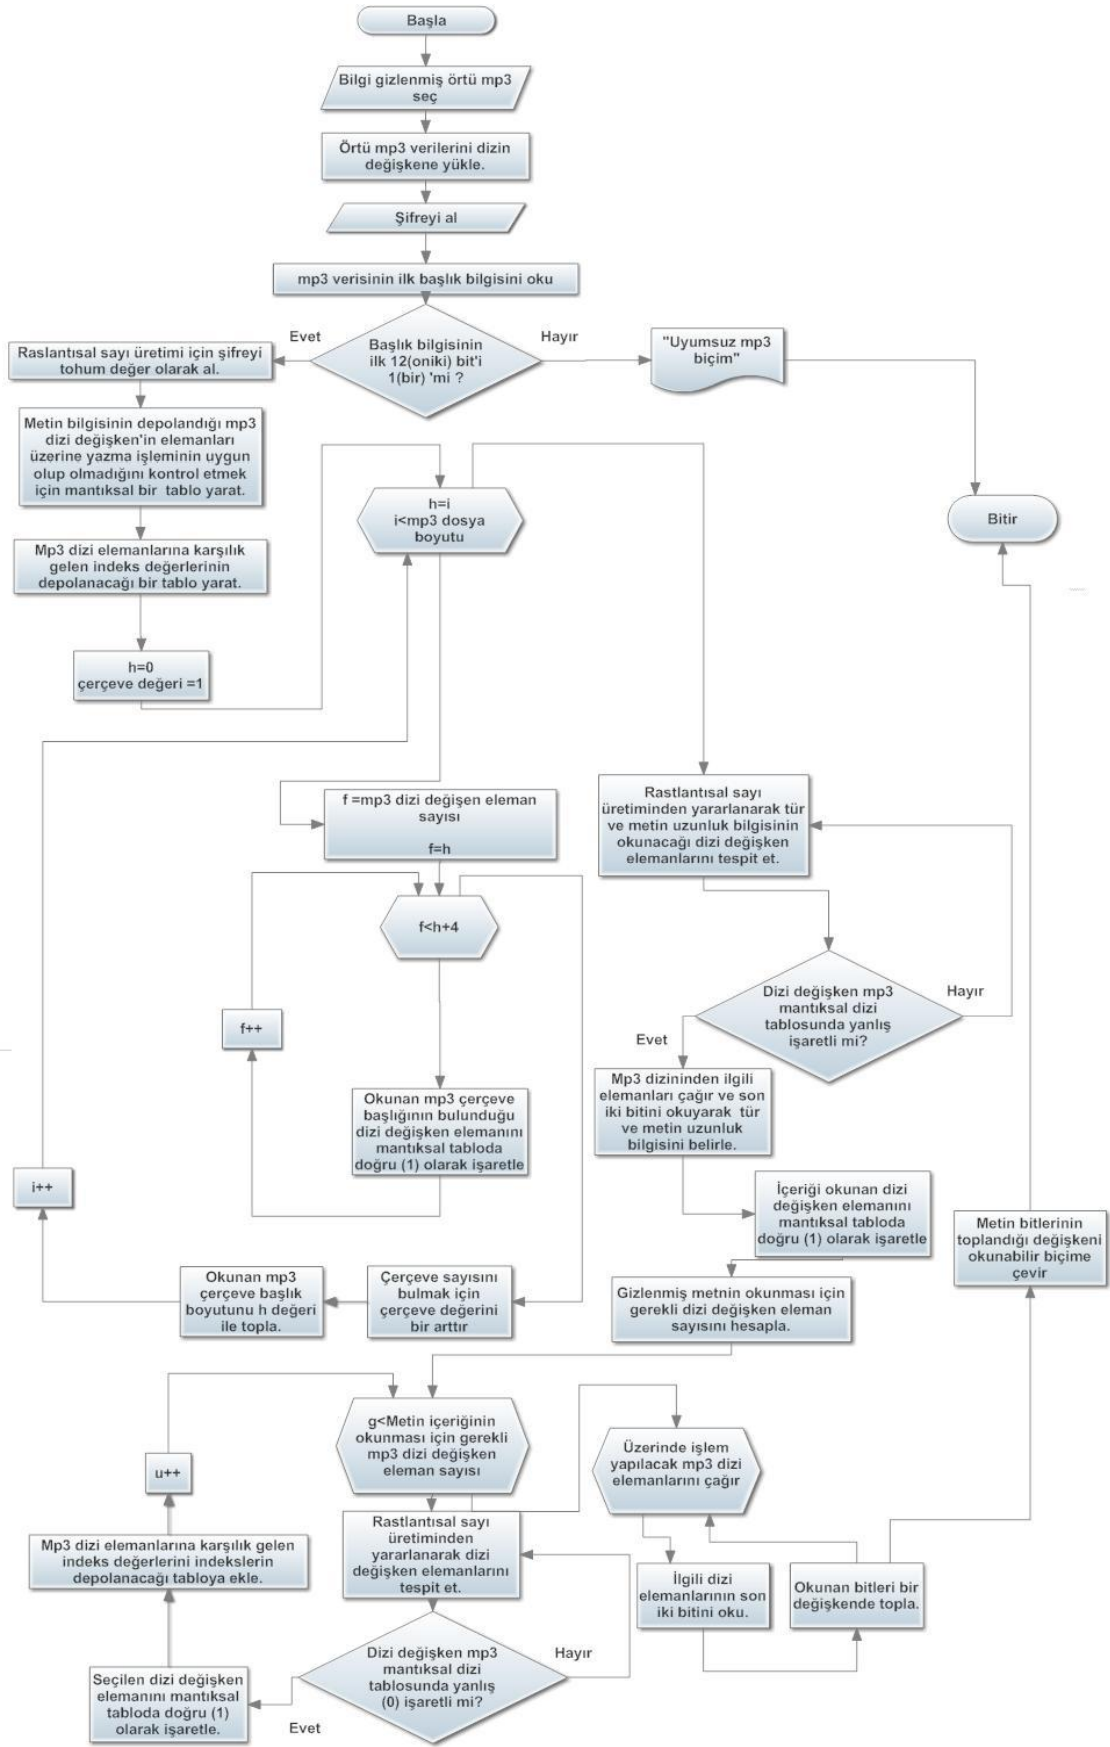 Başla
Bilgi gizlenmiş örtü mp3
seç
Örtü mp3 verilerini dizin
değişkene yükle.
Şifreyi al
mp3 verisinin ilk başlık bilgisini oku
Evet
Hayır
Başlık bilgisinin
ilk 12(oniki) bit'i
1(bir) 'mi ?
"Uyumsuz mp3
biçim"
Raslantısal sayı üretimi için şifreyi
tohum değer olarak al.
Metin bilgisinin depolandığı mp3
dizi değişken'in elemanları
üzerine yazma işleminin uygun
olup olmadığını kontrol etmek
için mantıksal bir tablo yarat.
h=i
i<mp3 dosya
boyutu
Bitir
Mp3 dizi elemanlarına karşılık
gelen indeks değerlerinin
depolanacağı bir tablo yarat.
h=0
çerçeve değeri =1
f =mp3 dizi değişen eleman
sayısı
f=h
Rastlantısal sayı
üretiminden yararlanarak tür
ve metin uzunluk bilgisinin
okunacağı dizi değişken
elemanlarını tespit et.
f<h+4
f++
Dizi değişken mp3
mantıksal dizi
tablosunda yanlış
işaretli mi?
Hayır
Evet
Okunan mp3 çerçeve
başlığının bulunduğu
dizi değişken elemanını
mantıksal tabloda
doğru (1) olarak işaretle
Mp3 dizininden ilgili
elemanları çağır ve son
iki bitini okuyarak tür
ve metin uzunluk
bilgisini belirle.
i++
İçeriği okunan dizi
değişken elemanını
mantıksal tabloda
doğru (1) olarak işaretle
Metin bitlerinin
toplandığı değişkeni
okunabilir biçime
çevir
Okunan mp3
çerçeve başlık
boyutunu h değeri
ile topla.
Çerçeve sayısını
bulmak için
çerçeve değerini
bir arttır
Gizlenmiş metnin okunması için
gerekli dizi değişken eleman
sayısını hesapla.
g<Metin içeriğinin
okunması için gerekli
mp3 dizi değişken
eleman sayısı
Üzerinde işlem
yapılacak mp3 dizi
elemanlarını çağır
u++
Rastlantısal sayı
üretiminden
yararlanarak dizi
değişken elemanlarını
tespit et.
Mp3 dizi elemanlarına karşılık gelen
indeks değerlerini indekslerin
depolanacağı tabloya ekle.
İlgili dizi
elemanlarının son
iki bitini oku.
Okunan bitleri bir
değişkende topla.
Dizi değişken mp3
mantıksal dizi
tablosunda yanlış
(0) işaretli mi?
Hayır
Evet
Seçilen dizi değişken
elemanını mantıksal
tabloda doğru (1)
olarak işaretle.